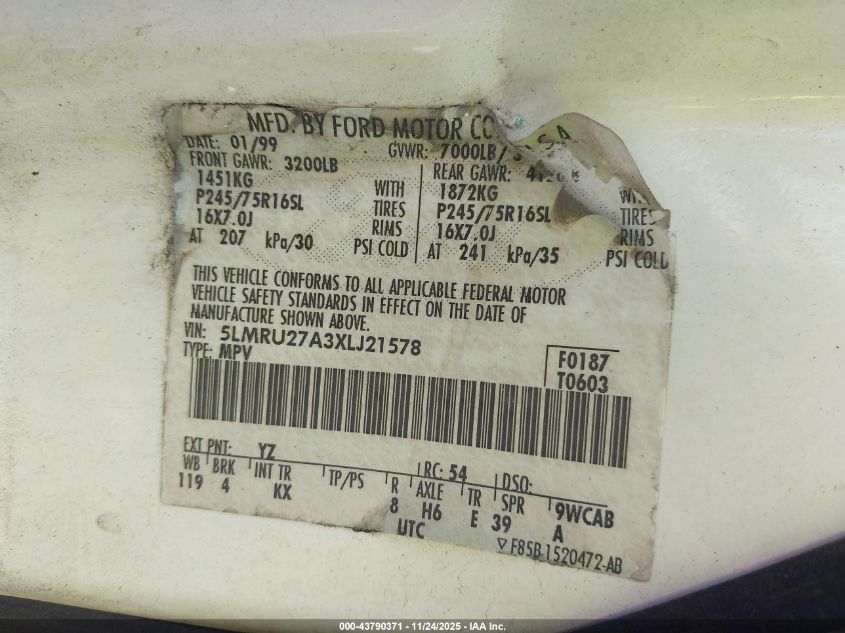 MFD. BY FORD MOTOR CO
DATE: 01/99 GVWR: 7000LB/
FRONT GAWR: 3200LB REAR GAWR:
1451KG WITH 1872KG
P245/75R16SL TIRES P245/75R16SL TIRES
16X7.0J RIMS 16X7.0J RIMS
AT 207 kPa/30 PSI COLD AT 241 kPa/35 PSI COLD
THIS VEHICLE CONFORMS TO ALL APPLICABLE FEDERAL MOTOR
VEHICLE SAFETY STANDARDS IN EFFECT ON THE DATE OF
MANUFACTURE SHOWN ABOVE.
VIN: 5LMRU27A3XLJ21578
TYPE: MPV
F0187
T0603
EXT PNT: YZ RC: 54 DSO:
WB BRK INT TR TP/PS R AXLE TR SPR 9WCAB
119 4 KX 8 H6 E 39 A
UTC
F85B-1520472-AB
000-43790371 - 11/24/2025 - IAA Inc.